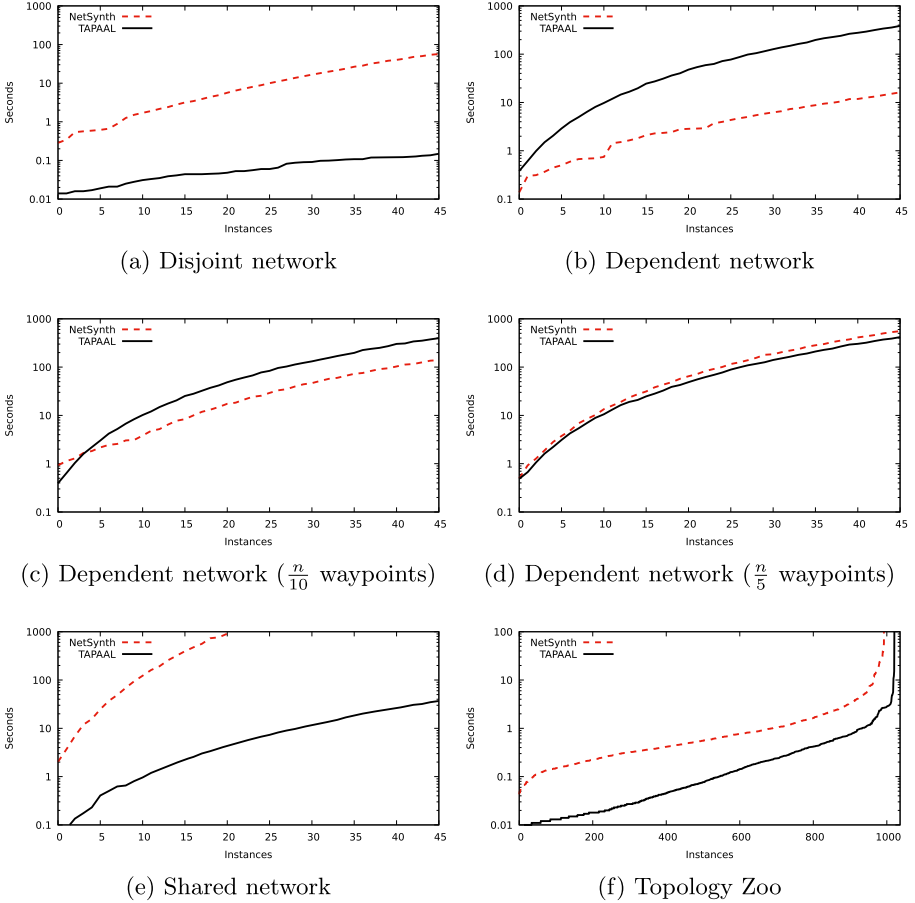 NetSynth
TAPAAL
1000
100
10
1
0.1
0.01
Seconds
0 5 10 15 20 25 30 35 40 45
Instances
(a) Disjoint network
NetSynth
TAPAAL
1000
100
10
1
0.1
Seconds
0 5 10 15 20 25 30 35 40 45
Instances
(b) Dependent network
NetSynth
TAPAAL
1000
100
10
1
0.1
Seconds
0 5 10 15 20 25 30 35 40 45
Instances
(c) Dependent network (n/10 waypoints)
NetSynth
TAPAAL
1000
100
10
1
0.1
Seconds
0 5 10 15 20 25 30 35 40 45
Instances
(d) Dependent network (n/5 waypoints)
NetSynth
TAPAAL
1000
100
10
1
0.1
Seconds
0 5 10 15 20 25 30 35 40 45
Instances
(e) Shared network
NetSynth
TAPAAL
100
10
1
0.1
0.01
Seconds
0 200 400 600 800 1000
Instances
(f) Topology Zoo